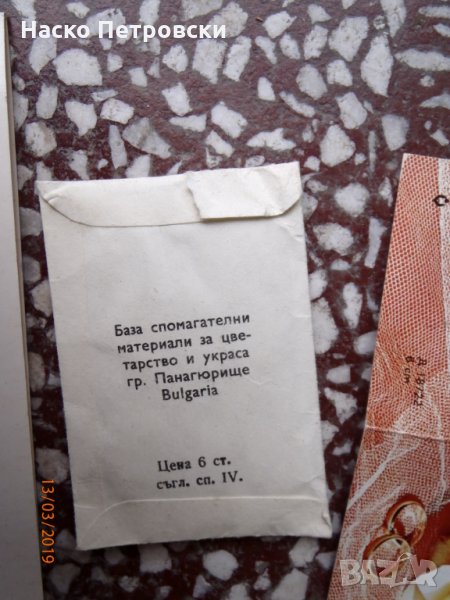 Наско Петровски
База спомагателни
материали за цве-
тарство и украса
гр. Панагюрище
Bulgaria
Цена 6 ст.
съгл. сп. IV.
13/03/2019
BAZAR